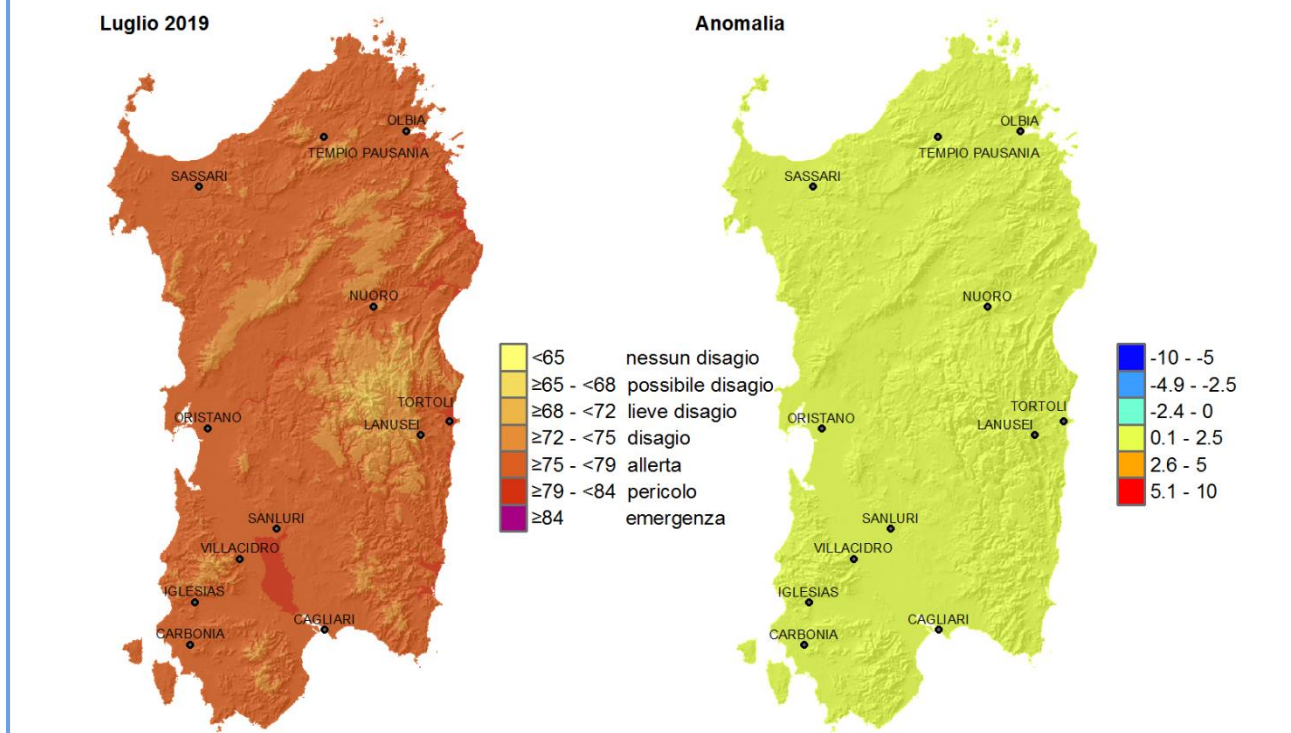 Luglio 2019
OLBIA
TEMPIO PAUSANIA
SASSARI
NUORO
TORTOLI
ORISTANO
LANUSEI
SANLURI
VILLACIDRO
IGLESIAS
CAGLIARI
CARBONIA
<65 nessun disagio
≥65 - <68 possibile disagio
≥68 - <72 lieve disagio
≥72 - <75 disagio
≥75 - <79 allerta
≥79 - <84 pericolo
≥84 emergenza
Anomalia
OLBIA
TEMPIO PAUSANIA
SASSARI
NUORO
TORTOLI
ORISTANO
LANUSEI
SANLURI
VILLACIDRO
IGLESIAS
CAGLIARI
CARBONIA
-10 - -5
-4.9 - -2.5
-2.4 - 0
0.1 - 2.5
2.6 - 5
5.1 - 10